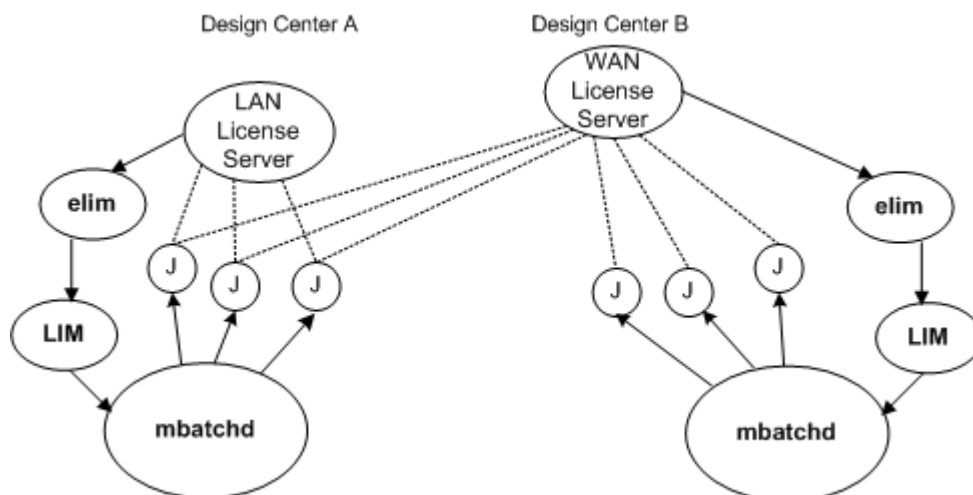 Design Center A
Design Center B
LAN
License
Server
WAN
License
Server
elim
elim
J
J
J
J
J
J
LIM
LIM
mbatchd
mbatchd